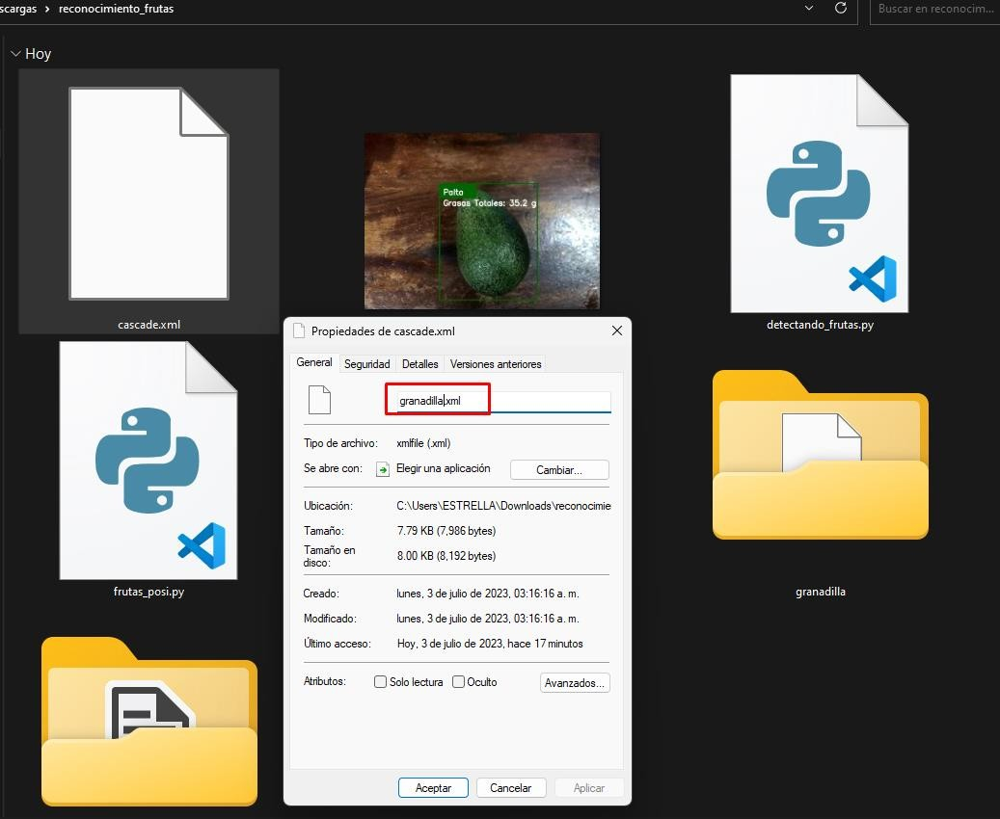 scargas > reconocimiento_frutas
Buscar en reconocim...
Hoy
cascade.xml
Palta
Grasas Totales: 35.2 g
detectando_frutas.py
frutas_posi.py
granadilla
Propiedades de cascade.xml
General Seguridad Detalles Versiones anteriores
granadilla.xml
Tipo de archivo: xmlfile (.xml)
Se abre con: Elegir una aplicación Cambiar...
Ubicación: C:\Users\ESTRELLA\Downloads\reconocimie
Tamaño: 7.79 KB (7,986 bytes)
Tamaño en
disco: 8.00 KB (8,192 bytes)
Creado: lunes, 3 de julio de 2023, 03:16:16 a. m.
Modificado: lunes, 3 de julio de 2023, 03:16:16 a. m.
Último acceso: Hoy, 3 de julio de 2023, hace 17 minutos
Atributos: Solo lectura Oculto Avanzados...
Aceptar Cancelar Aplicar